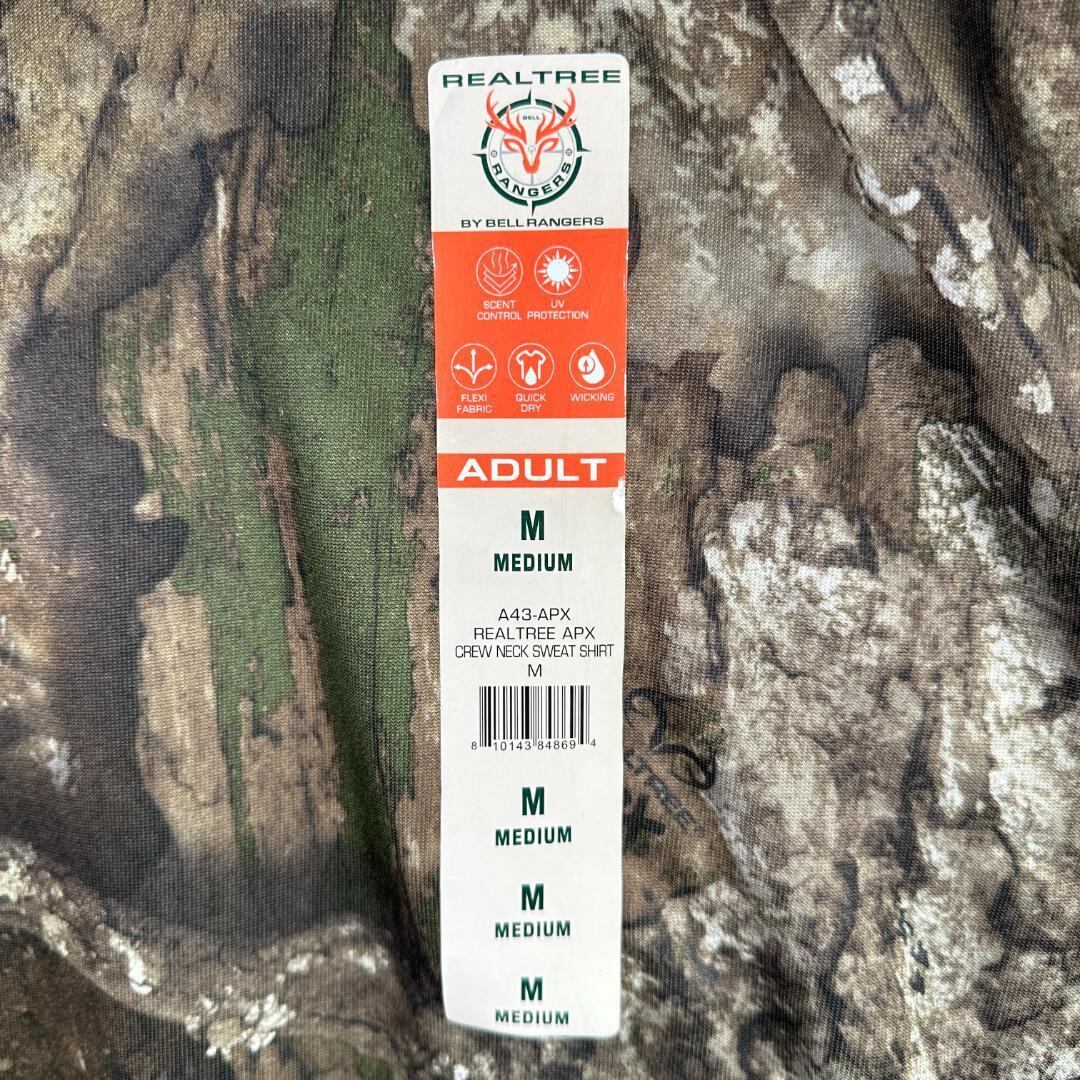 REALTREE
BELL
RANGERS
BY BELL RANGERS
SCENT CONTROL
UV PROTECTION
FLEXI FABRIC
QUICK DRY
WICKING
ADULT
M
MEDIUM
A43-APX
REALTREE APX
CREW NECK SWEAT SHIRT
M
8 10143 84869 4
M
MEDIUM
M
MEDIUM
M
MEDIUM